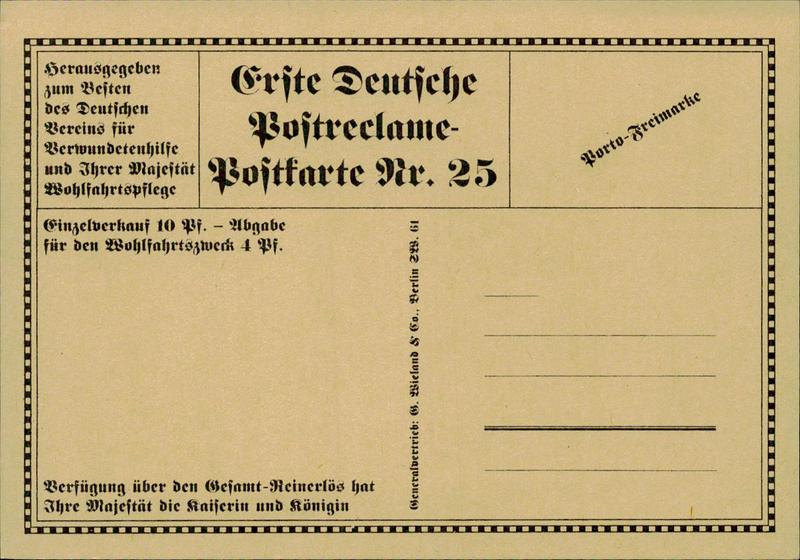 Herausgegeben
zum Besten
des Deutschen
Vereins für
Verwundetenhilfe
und Ihrer Majestät
Wohlfahrtspflege
Erste Deutsche
Postreclame-
Postkarte Nr. 25
Porto-Freimarke
Einzelverkauf 10 Pf. – Abgabe
für den Wohlfahrtszweck 4 Pf.
Generalvertrieb: G. Wieland & Co., Berlin SW. 61
Verfügung über den Gesamt-Reinerlös hat
Ihre Majestät die Kaiserin und Königin